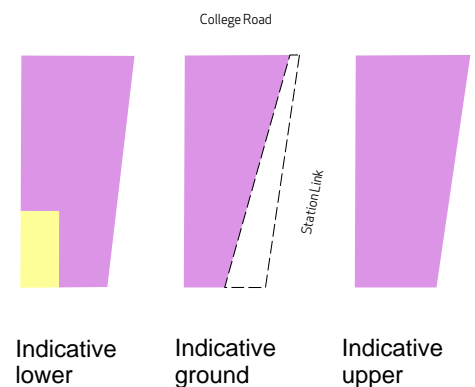 College Road
Station Link
Indicative
lower
Indicative
ground
Indicative
upper